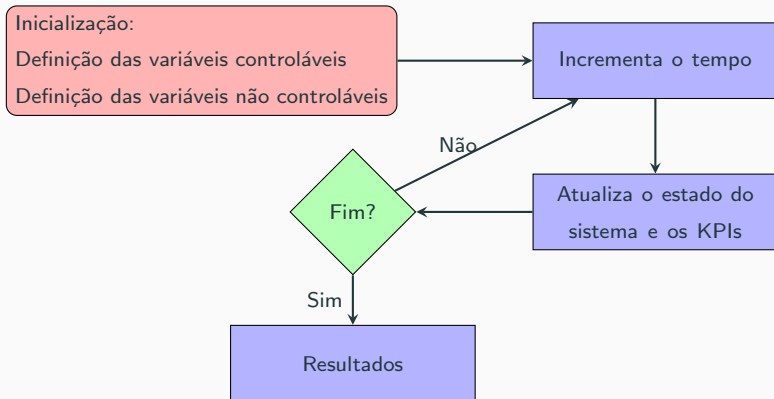 Inicialização:
Definição das variáveis controláveis
Definição das variáveis não controláveis
Incrementa o tempo
Não
Atualiza o estado do
sistema e os KPIs
Fim?
Sim
Resultados